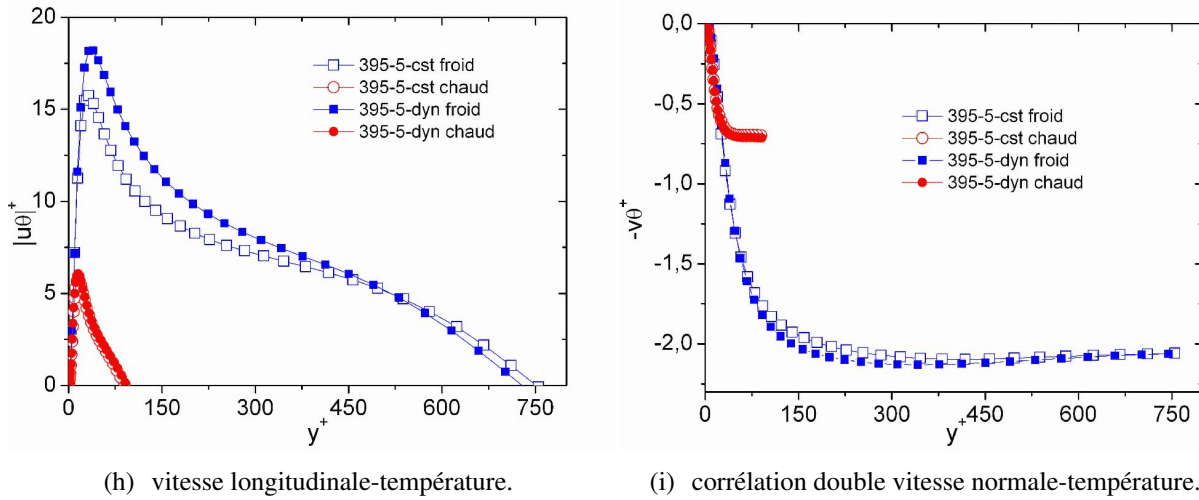 20
15
10
5
0
|uθ|⁺
0 150 300 450 600 750
y⁺
395-5-cst froid
395-5-cst chaud
395-5-dyn froid
395-5-dyn chaud
(h) vitesse longitudinale-température.
0,0
-0,5
-1,0
-1,5
-2,0
-vθ⁺
0 150 300 450 600 750
y⁺
395-5-cst froid
395-5-cst chaud
395-5-dyn froid
395-5-dyn chaud
(i) corrélation double vitesse normale-température.